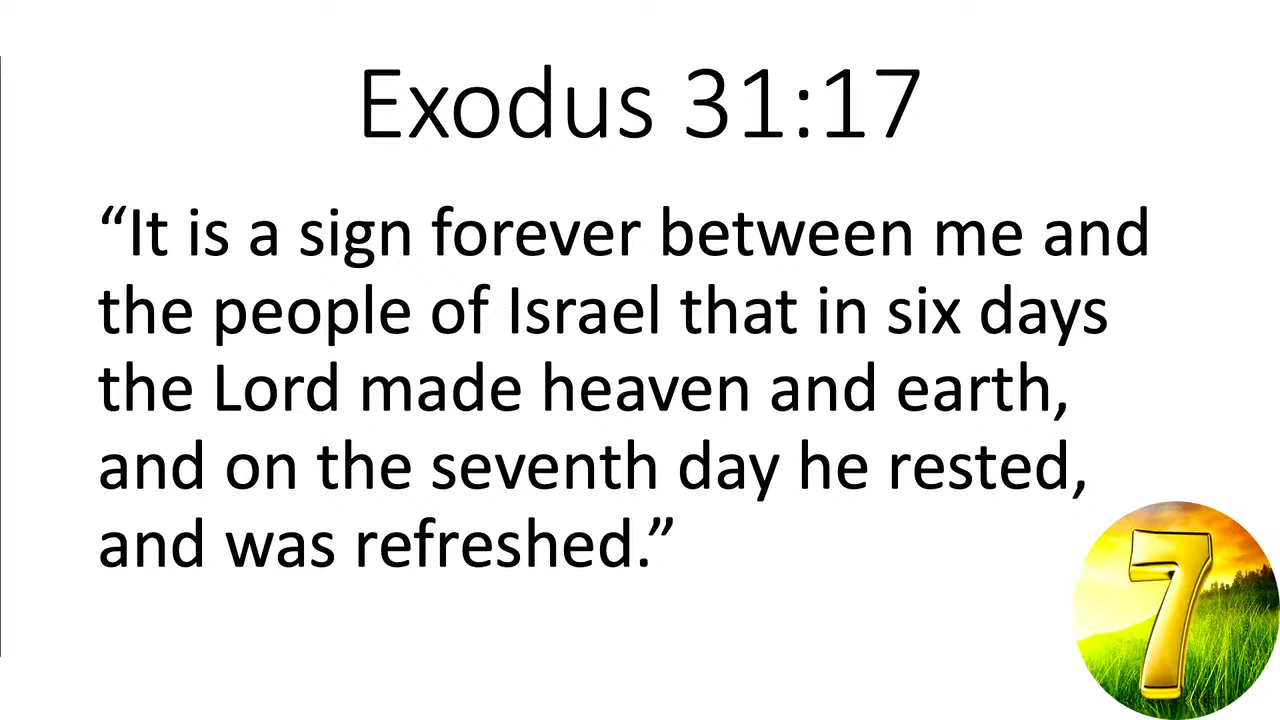 Exodus 31:17
“It is a sign forever between me and
the people of Israel that in six days
the Lord made heaven and earth,
and on the seventh day he rested,
and was refreshed.”
7